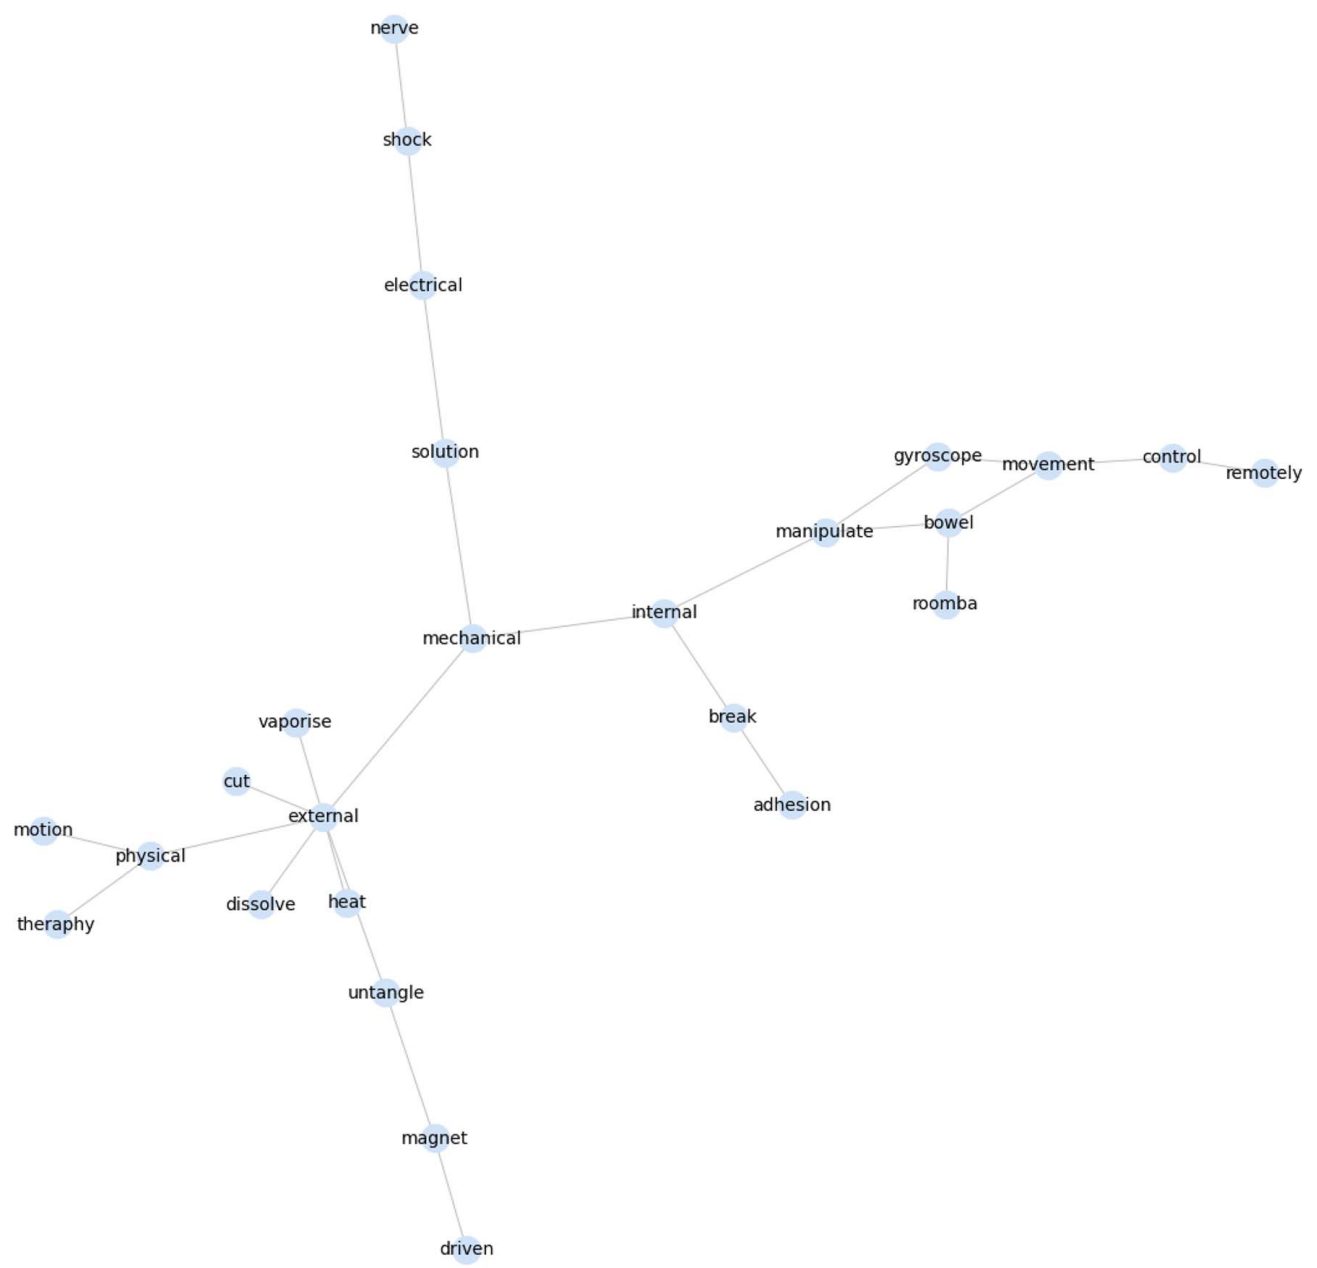 nerve
shock
electrical
solution
gyroscope
movement
control
remotely
manipulate
bowel
roomba
internal
mechanical
break
vaporise
cut
adhesion
external
motion
physical
dissolve
heat
theraphy
untangle
magnet
driven